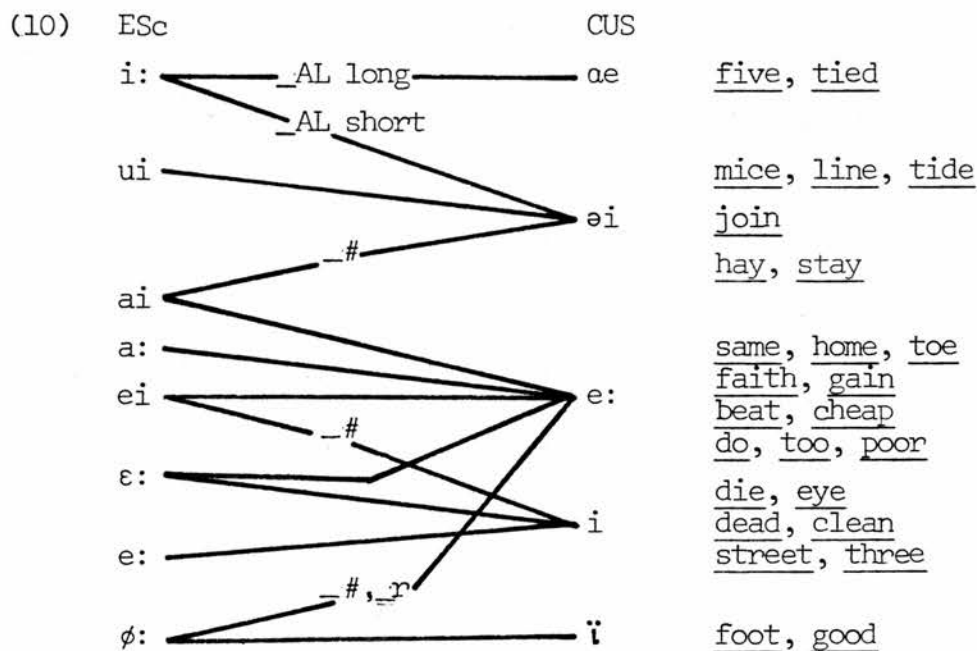 (10) ESc CUS
i: _AL long ɑe five, tied
_AL short
ui mice, line, tide
əi join
_# hay, stay
ai
a: same, home, toe
faith, gain
ei e: beat, cheap
_# do, too, poor
ɛ: die, eye
i dead, clean
e: street, three
_#,_r
ø: ï foot, good